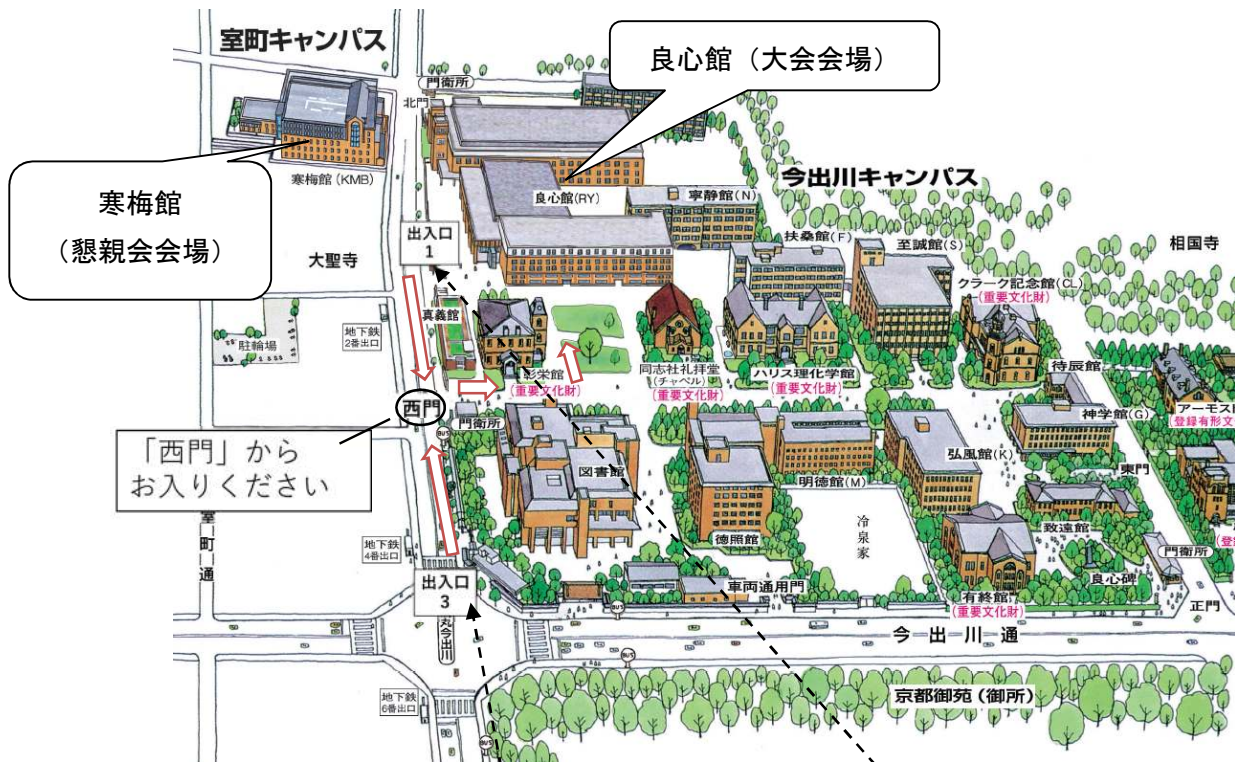 室町キャンパス
良心館（大会会場）
門衛所
北門
寒梅館(KMB)
良心館(RY)
寧静館(N)
今出川キャンパス
寒梅館
（懇親会会場）
出入口
1
扶桑館(F)
至誠館(S)
相国寺
大聖寺
クラーク記念館(CL)
(重要文化財)
真義館
地下鉄
2番出口
駐輪場
彰栄館
(重要文化財)
同志社礼拝堂
(チャペル)
(重要文化財)
ハリス理化学館
(重要文化財)
待辰館
西門
門衛所
BUS
神学館(G)
アーモスト
(登録有形文
「西門」から
お入りください
図書館
明徳館(M)
弘風館(K)
東門
室町通
冷泉家
致遠館
地下鉄
4番出口
徳照館
門衛所
出入口
3
車両通用門
良心碑
有終館
(重要文化財)
正門
BUS
丸今出川
今出川通
BUS
地下鉄
6番出口
京都御苑（御所）
BUS